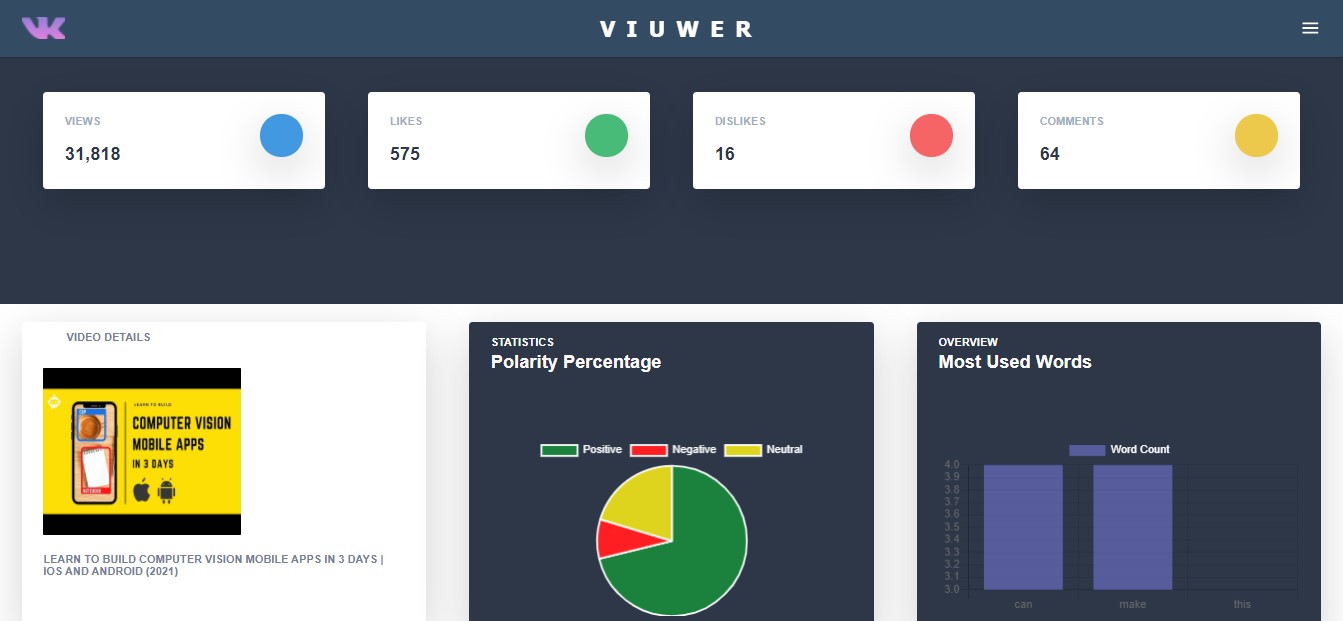 VK
VIUWER
VIEWS
31,818
LIKES
575
DISLIKES
16
COMMENTS
64
VIDEO DETAILS
LEARN TO BUILD
COMPUTER VISION
MOBILE APPS
IN 3 DAYS
NOTEBOOK
LEARN TO BUILD COMPUTER VISION MOBILE APPS IN 3 DAYS |
IOS AND ANDROID (2021)
STATISTICS
Polarity Percentage
Positive Negative Neutral
OVERVIEW
Most Used Words
Word Count
4.0
3.9
3.8
3.7
3.6
3.5
3.4
3.3
3.2
3.1
3.0
can make this